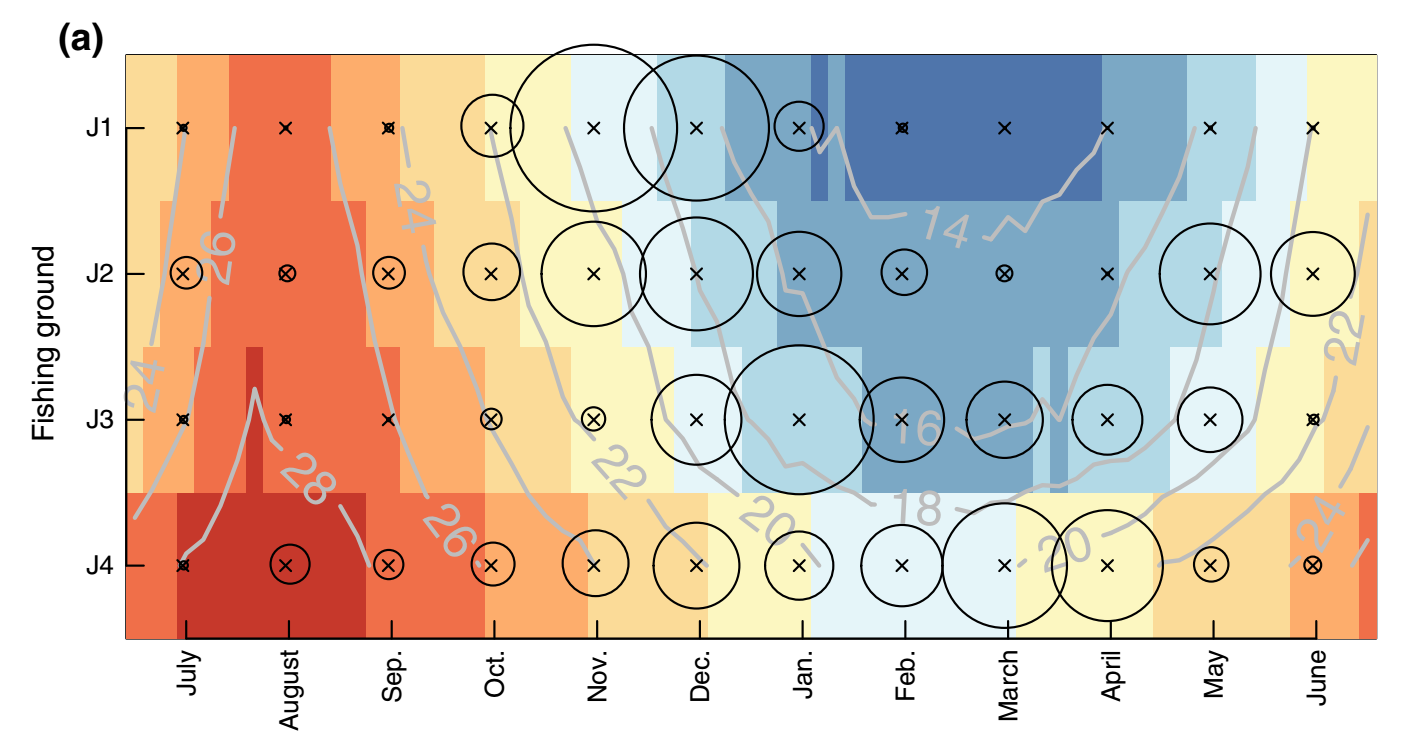 (a)
Fishing ground
J1
J2
J3
J4
24
26
28
24
26
22
20
14
16
18
20
22
24
July
August
Sep.
Oct.
Nov.
Dec.
Jan.
Feb.
March
April
May
June